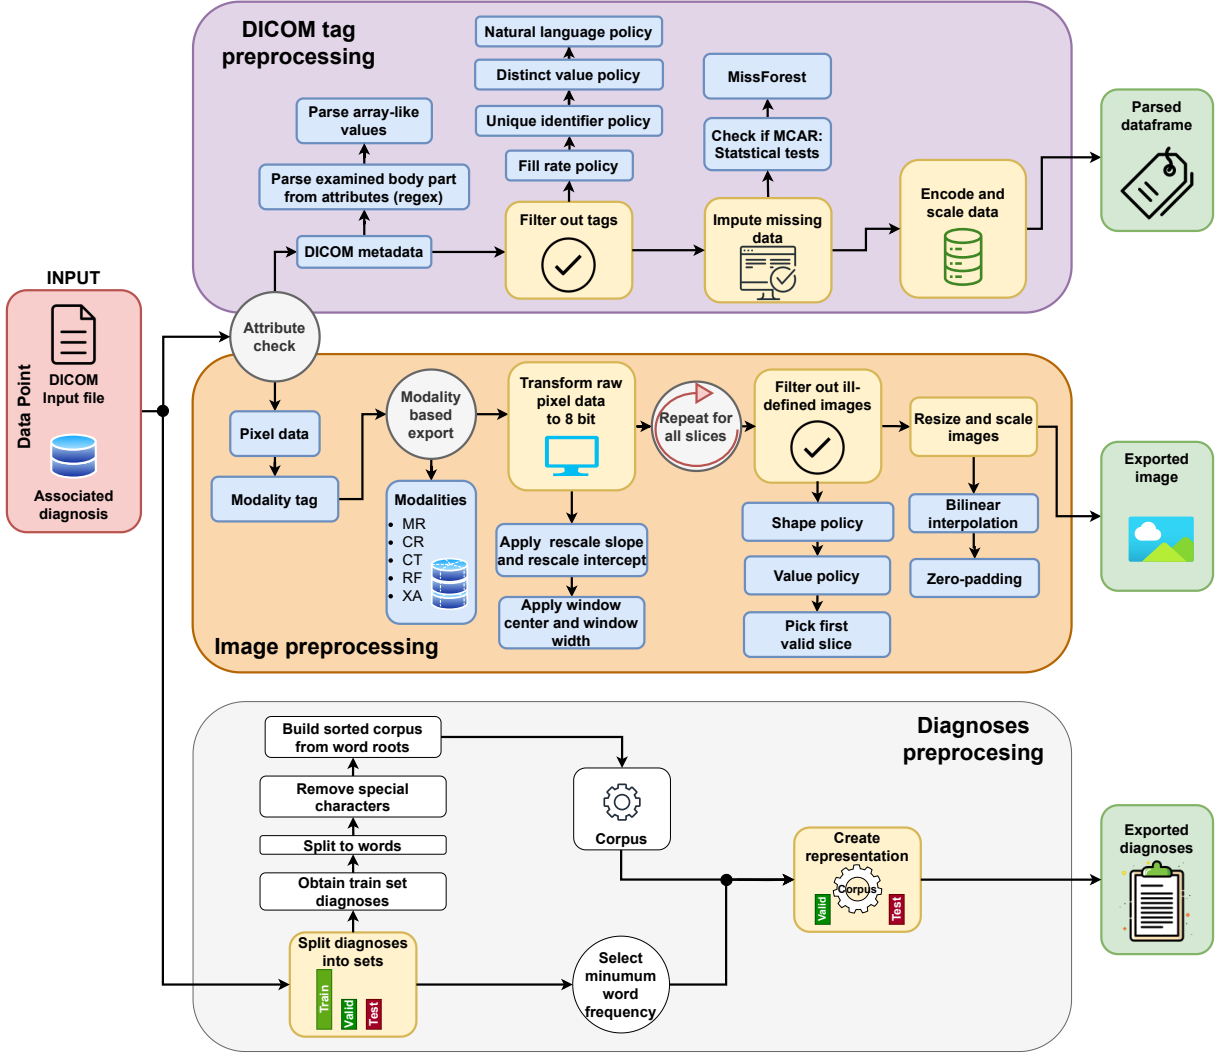 DICOM tag
preprocessing
Natural language policy
Distinct value policy
Unique identifier policy
Fill rate policy
Filter out tags
Parse array-like
values
Parse examined body part
from attributes (regex)
DICOM metadata
MissForest
Check if MCAR:
Statstical tests
Impute missing
data
Encode and
scale data
Parsed
dataframe
INPUT
Data Point
DICOM
Input file
Associated
diagnosis
Attribute
check
Pixel data
Modality tag
Modality
based
export
Modalities
• MR
• CR
• CT
• RF
• XA
Transform raw
pixel data
to 8 bit
Apply rescale slope
and rescale intercept
Apply window
center and window
width
Repeat for
all slices
Filter out ill-
defined images
Shape policy
Value policy
Pick first
valid slice
Resize and scale
images
Bilinear
interpolation
Zero-padding
Exported
image
Image preprocessing
Diagnoses
preprocesing
Build sorted corpus
from word roots
Remove special
characters
Split to words
Obtain train set
diagnoses
Split diagnoses
into sets
Train
Valid
Test
Corpus
Select
minumum
word
frequency
Create
representation
Corpus
Valid
Test
Exported
diagnoses